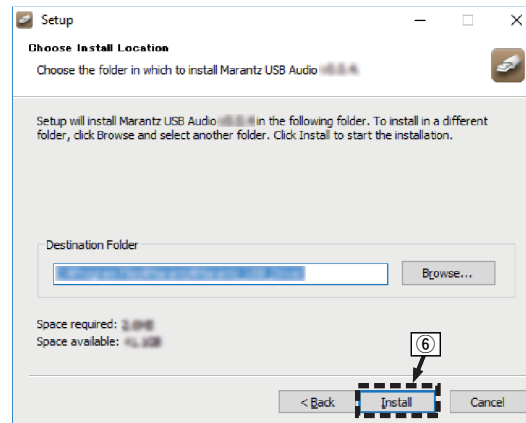 Setup
Choose Install Location
Choose the folder in which to install Marantz USB Audio
Setup will install Marantz USB Audio in the following folder. To install in a different
folder, click Browse and select another folder. Click Install to start the installation.
Destination Folder
Browse...
Space required:
Space available:
⑥
< Back Install Cancel